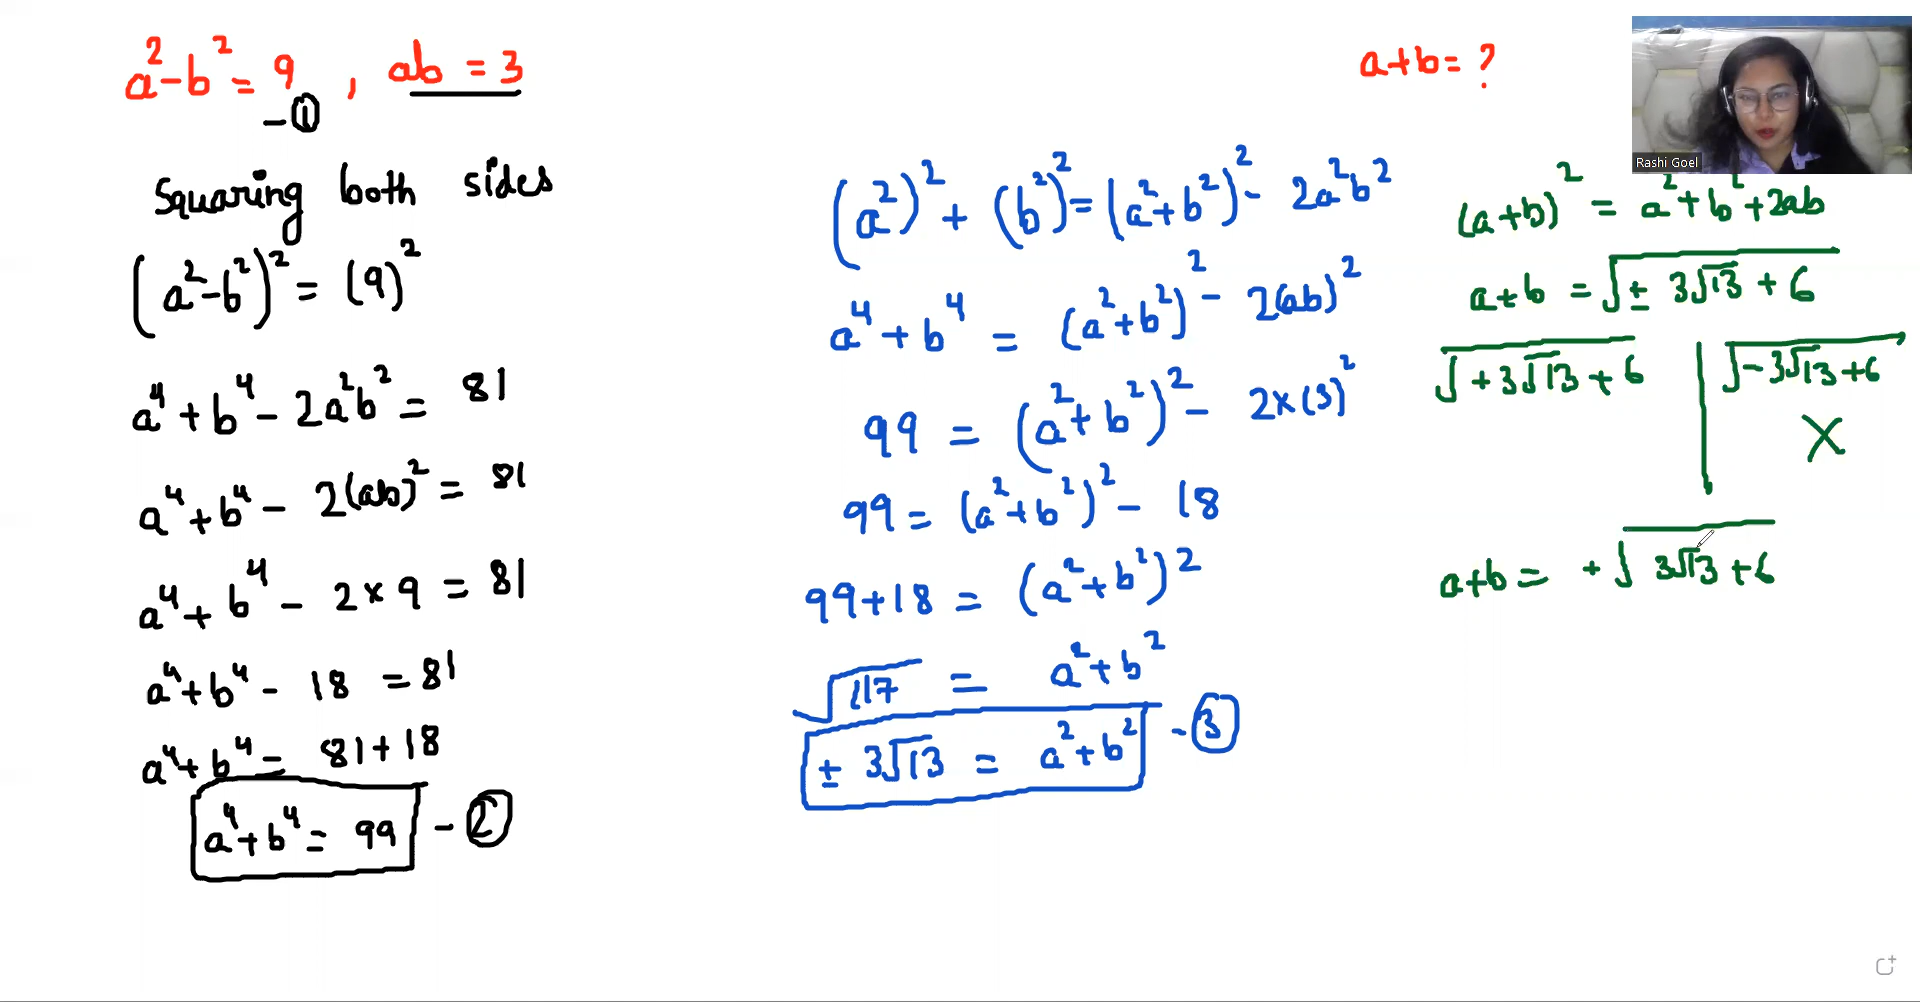 a²-b² = 9 , ab = 3
-①
Squaring both sides
(a²-b²)² = (9)²
a⁴+b⁴-2a²b² = 81
a⁴+b⁴- 2(ab)² = 81
a⁴+b⁴- 2×9 = 81
a⁴+b⁴- 18 = 81
a⁴+b⁴= 81+18
a⁴+b⁴= 99 -②
(a²)²+(b²)²=(a²+b²)²- 2a²b²
a⁴+b⁴ = (a²+b²)²- 2(ab)²
99 = (a²+b²)²- 2×(3)²
99 = (a²+b²)²- 18
99+18 = (a²+b²)²
√117 = a²+b²
± 3√13 = a²+b² -③
a+b= ?
Rashi Goel
(a+b)² = a²+b²+2ab
a+b = √(± 3√13 + 6)
√(+3√13 + 6) | √(-3√13+6)
X
a+b = +√(3√13+6)